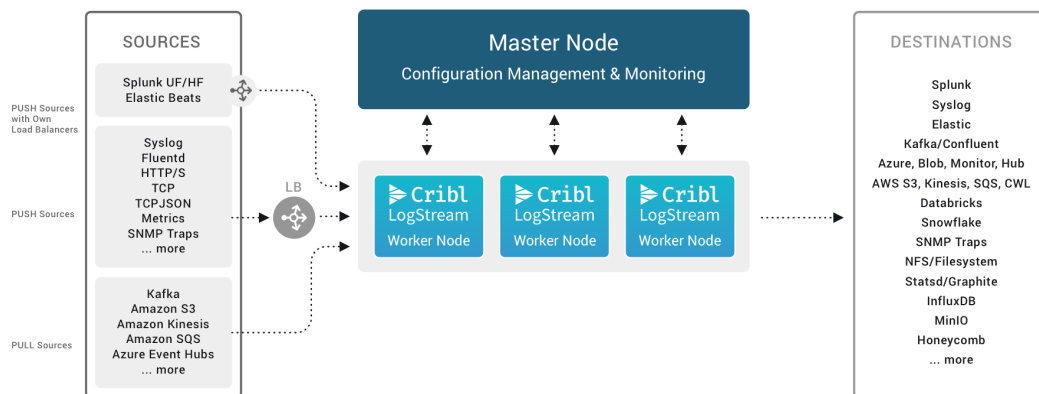 SOURCES
PUSH Sources
with Own
Load Balancers
Splunk UF/HF
Elastic Beats
PUSH Sources
Syslog
Fluentd
HTTP/S
TCP
TCPJSON
Metrics
SNMP Traps
... more
PULL Sources
Kafka
Amazon S3
Amazon Kinesis
Amazon SQS
Azure Event Hubs
... more
LB
Master Node
Configuration Management & Monitoring
Cribl
LogStream
Worker Node
Cribl
LogStream
Worker Node
Cribl
LogStream
Worker Node
DESTINATIONS
Splunk
Syslog
Elastic
Kafka/Confluent
Azure, Blob, Monitor, Hub
AWS S3, Kinesis, SQS, CWL
Databricks
Snowflake
SNMP Traps
NFS/Filesystem
Statsd/Graphite
InfluxDB
MinIO
Honeycomb
... more